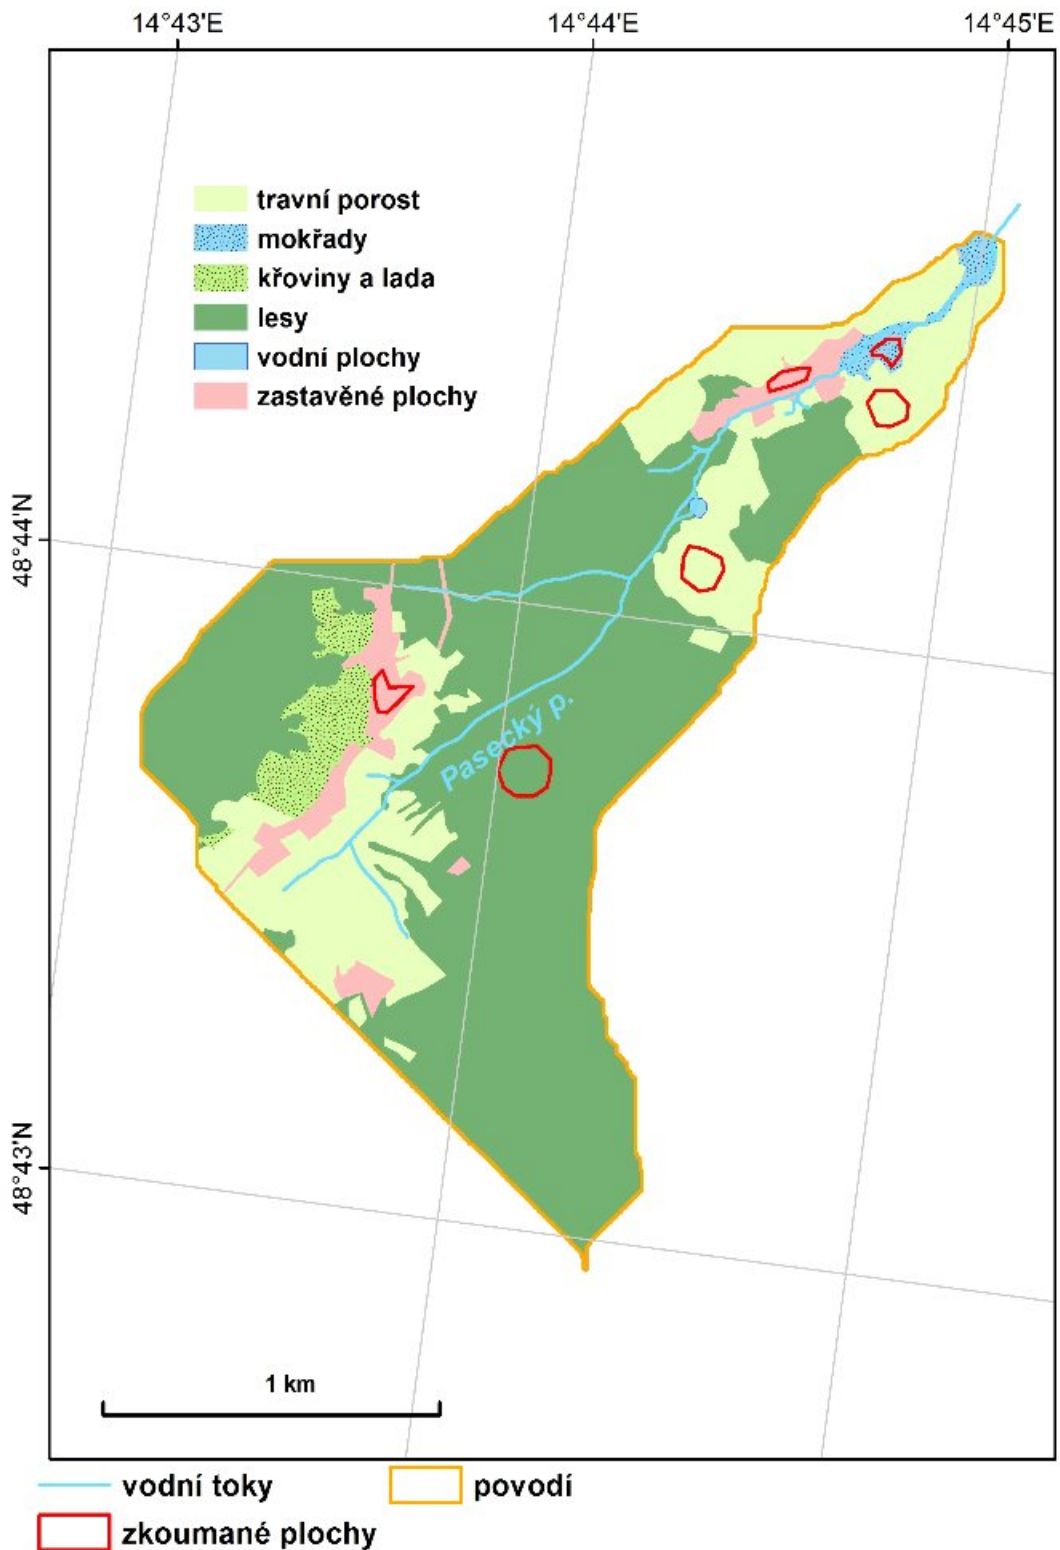 14°43'E 14°44'E 14°45'E
travní porost
mokřady
křoviny a lada
lesy
vodní plochy
zastavěné plochy
48°44'N
Pasecký p.
48°43'N
1 km
vodní toky povodí
zkoumané plochy